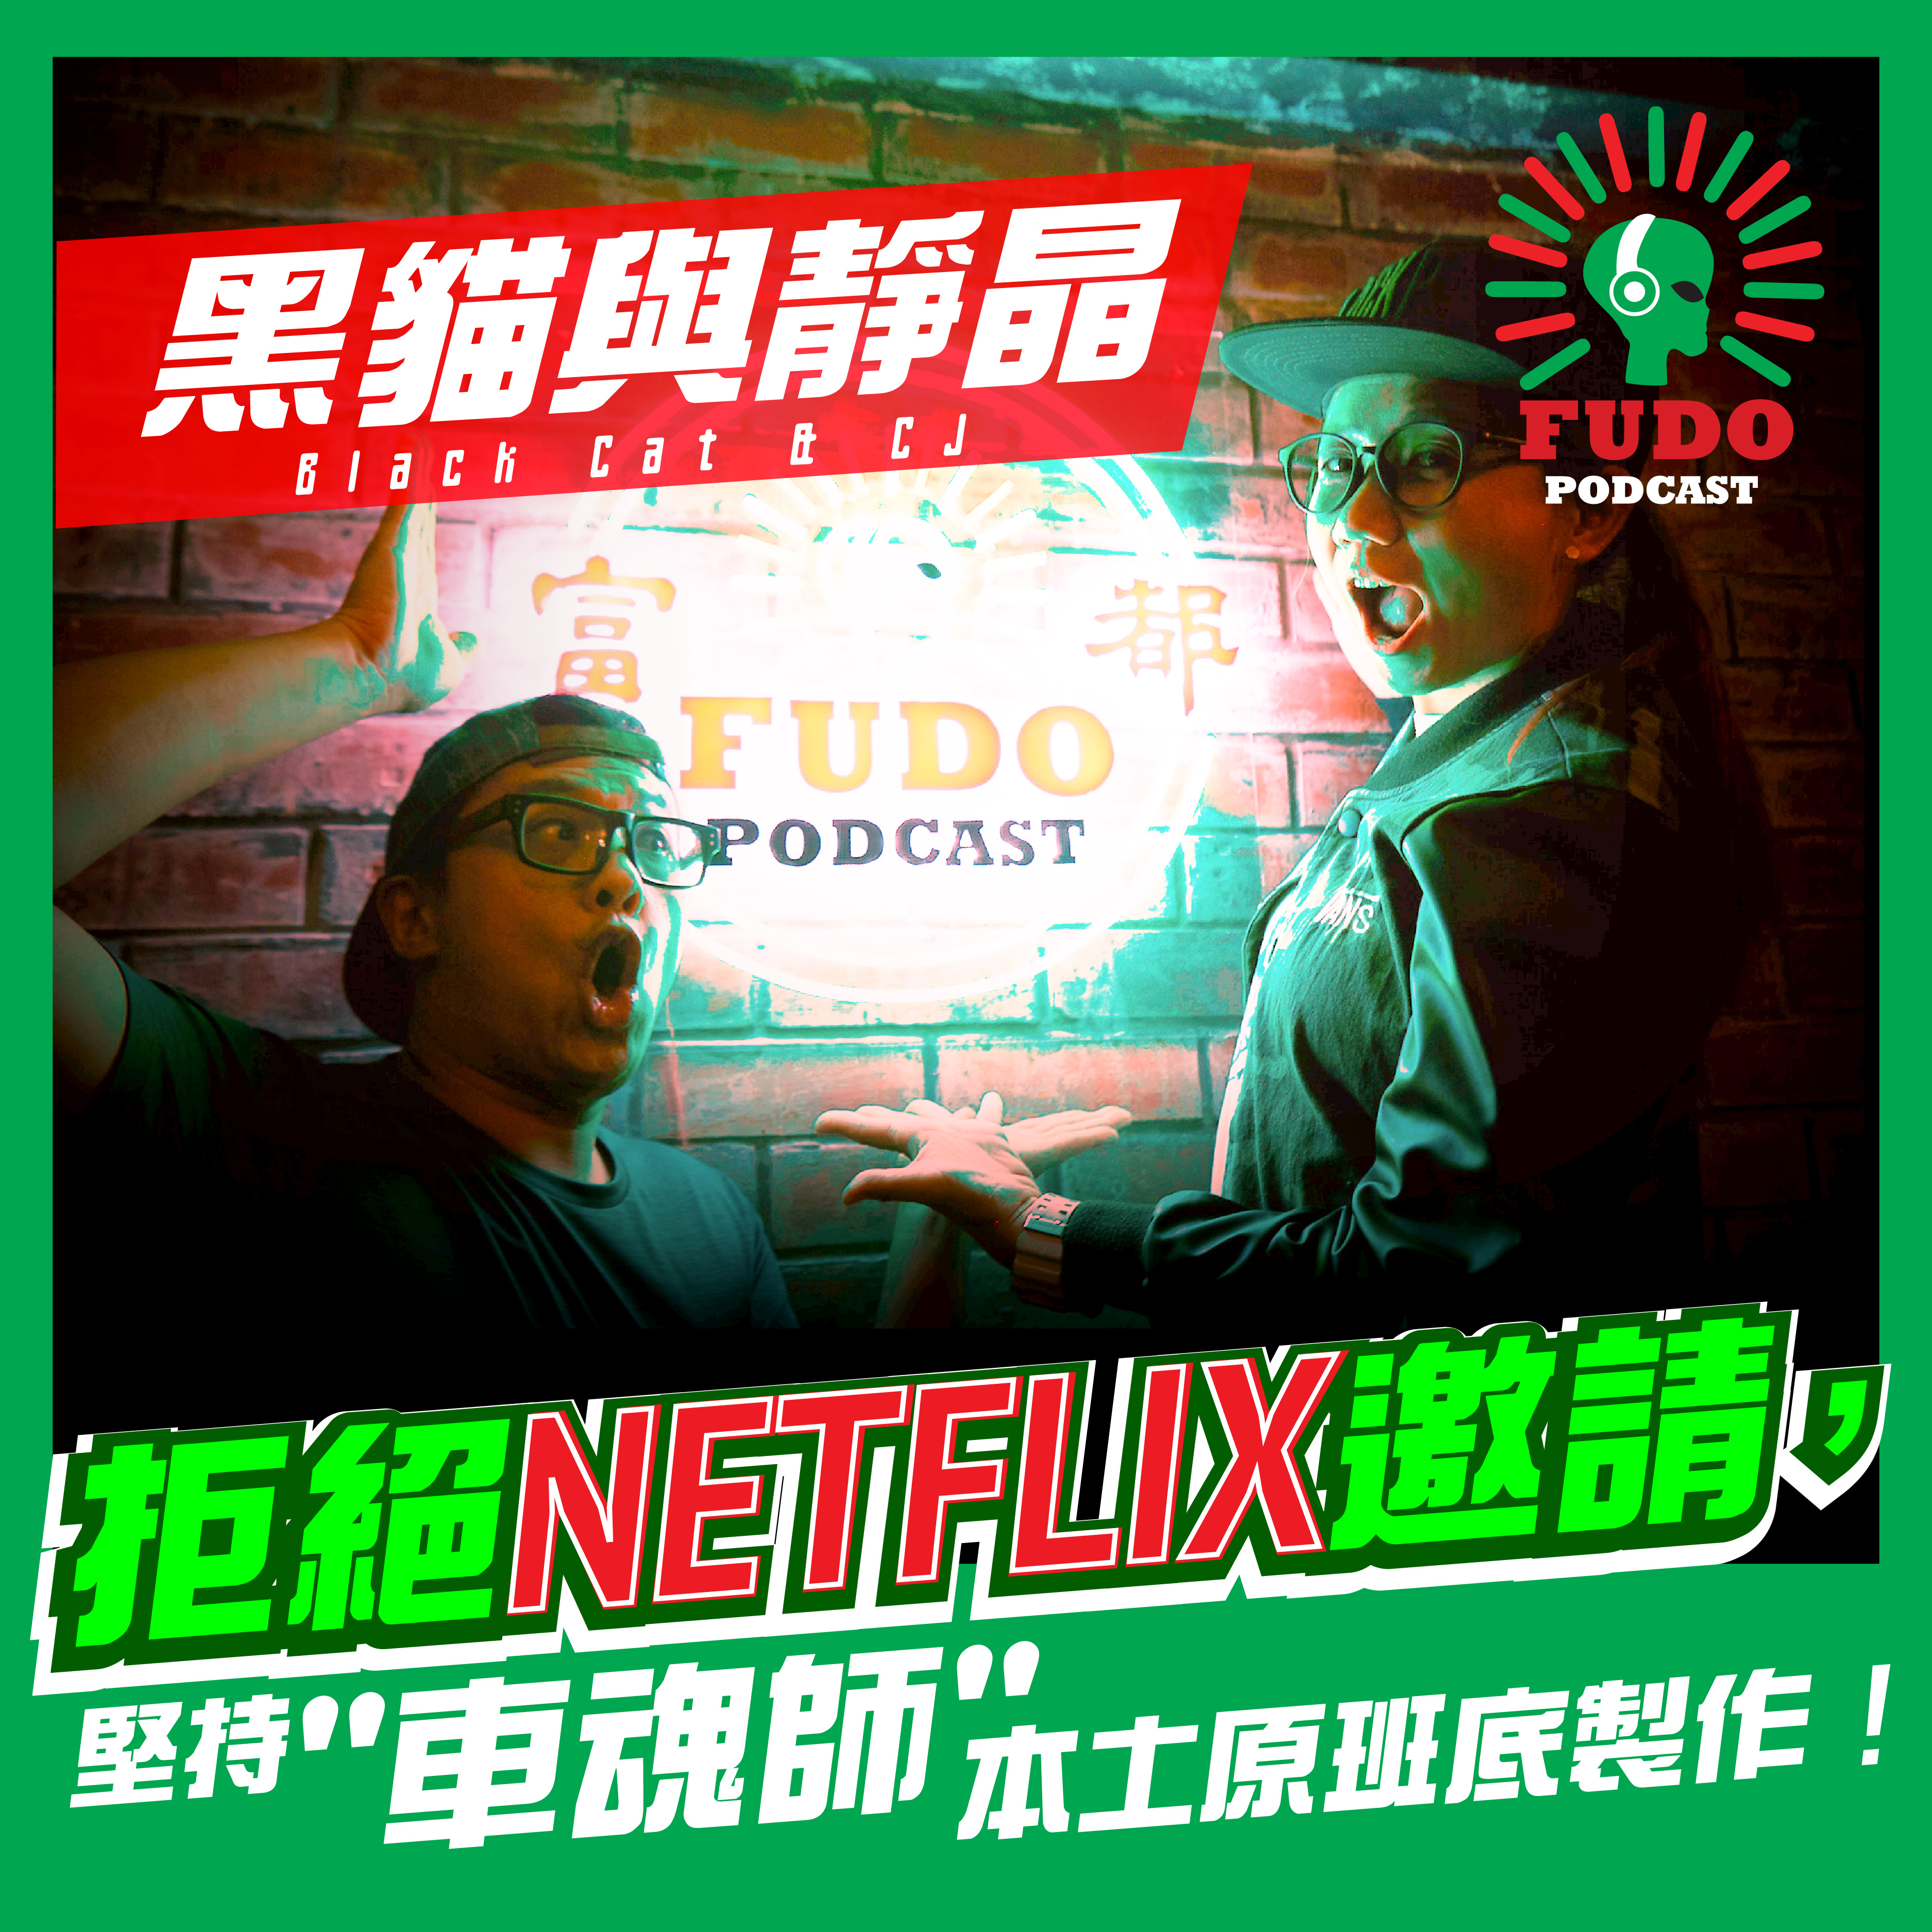 黑貓與靜晶
Black Cat & CJ
FUDO
PODCAST
富 都
FUDO
PODCAST
VANS
拒絕NETFLIX邀請,
堅持"車魂師"本土原班底製作！